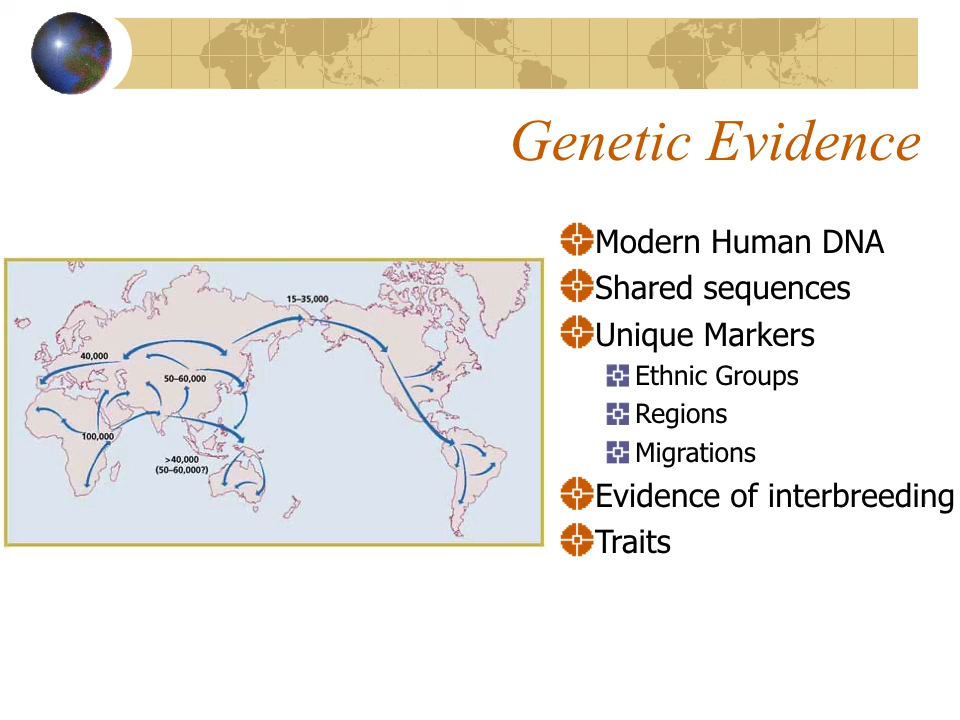 Genetic Evidence
Modern Human DNA
Shared sequences
Unique Markers
Ethnic Groups
Regions
Migrations
Evidence of interbreeding
Traits
15–35,000
40,000
50–60,000
100,000
>40,000
(50–60,000?)